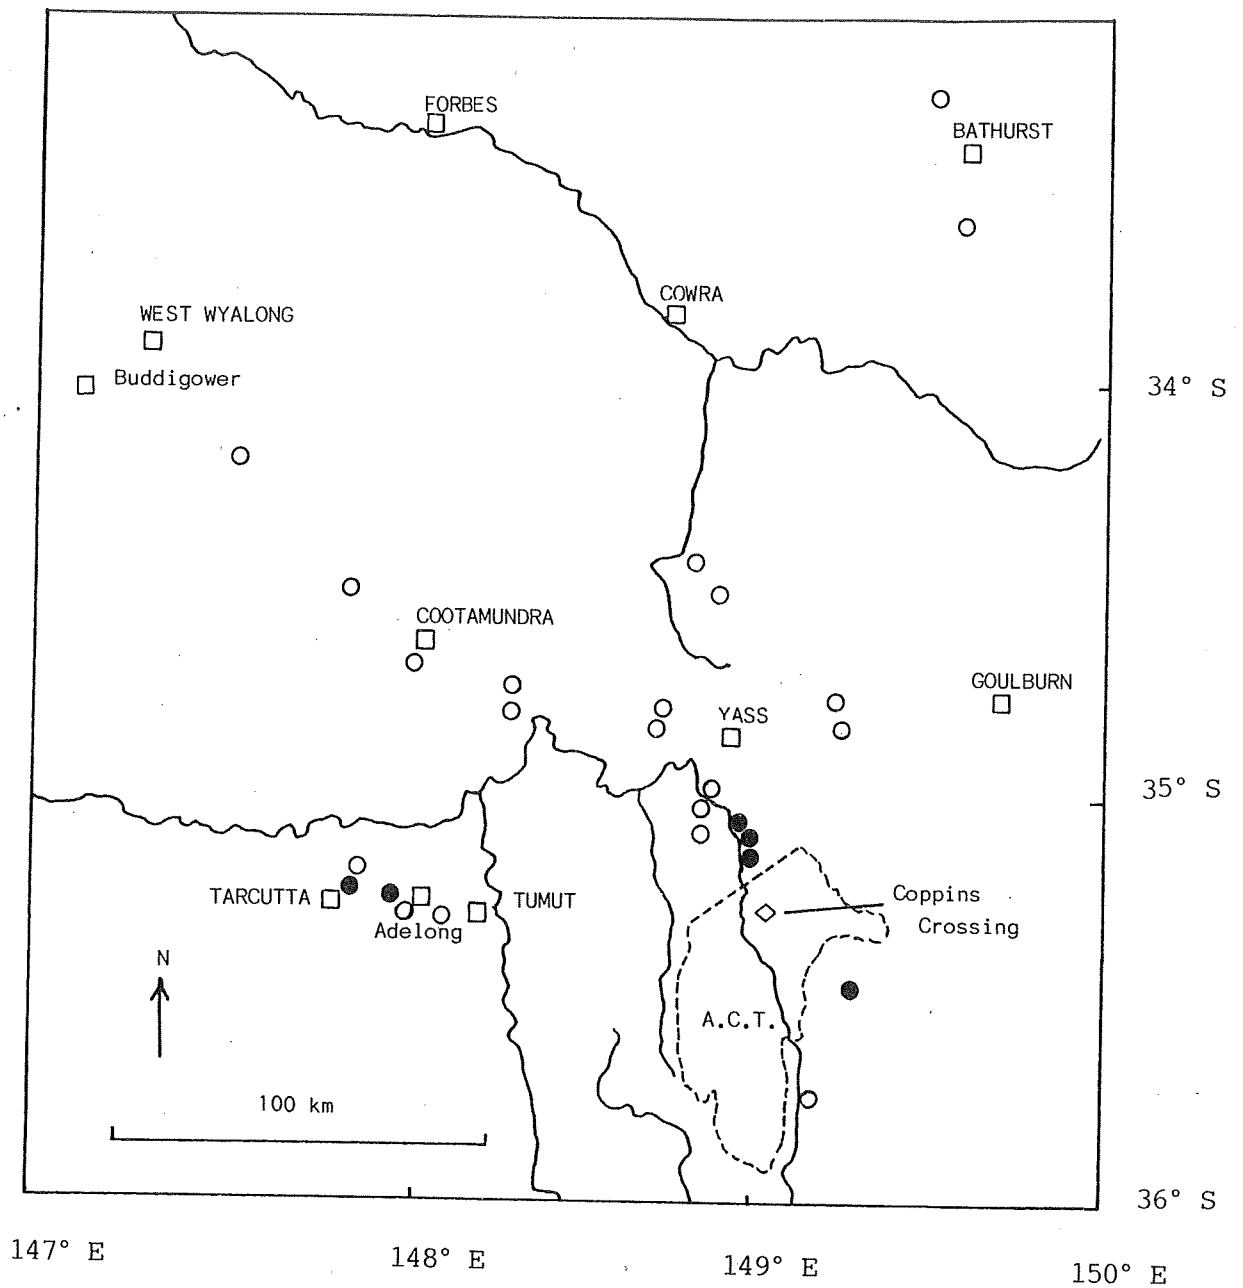 FORBES
BATHURST
COWRA
WEST WYALONG
Buddigower
34° S
COOTAMUNDRA
GOULBURN
YASS
35° S
TARCUTTA
TUMUT
Adelong
Coppins
Crossing
N
A.C.T.
100 km
36° S
147° E
148° E
149° E
150° E